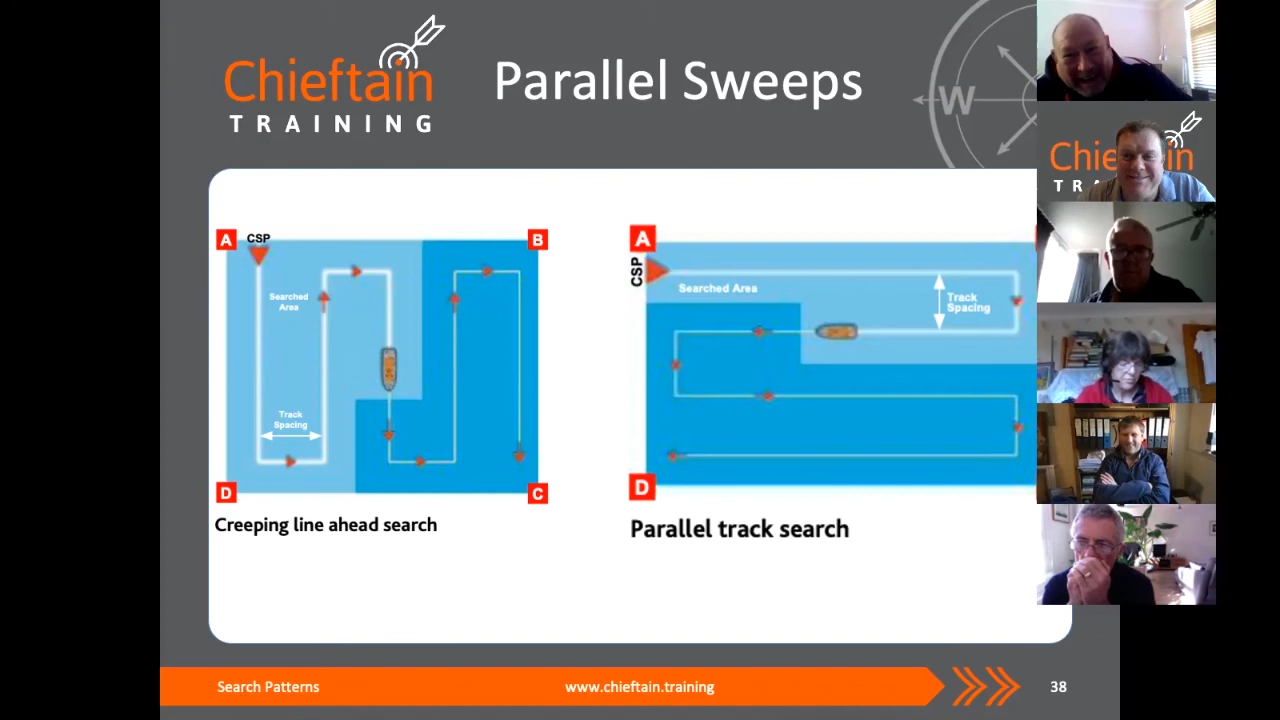 Chieftain
TRAINING
Parallel Sweeps
W
A
CSP
B
Searched
Area
Track
Spacing
D
C
Creeping line ahead search
A
CSP
Searched Area
Track
Spacing
D
Parallel track search
Search Patterns
www.chieftain.training
38